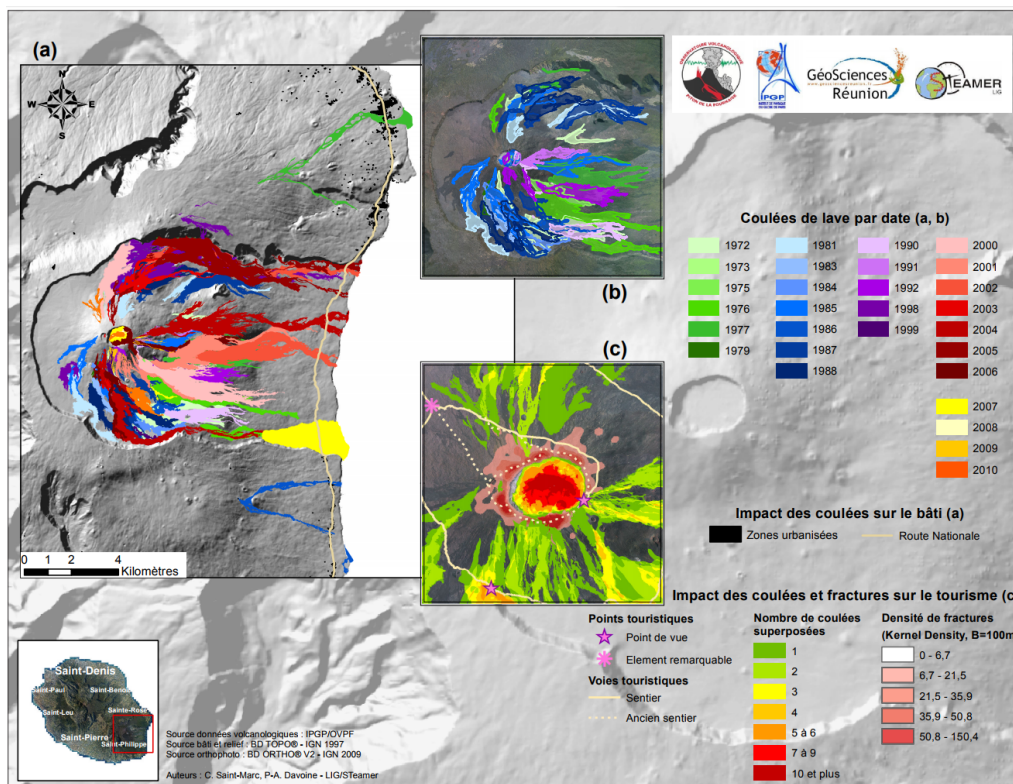 (a)
N
W E
S
0 1 2 4
Kilomètres
(b)
(c)
OBSERVATOIRE VOLCANOLOGIQUE
PITON DE LA FOURNAISE
IPGP
GéoSciences
Réunion
STEAMER
LIG
Coulées de lave par date (a, b)
1972 1981 1990 2000
1973 1983 1991 2001
1975 1984 1992 2002
1976 1985 1998 2003
1977 1986 1999 2004
1979 1987 2005
1988 2006
2007
2008
2009
2010
Impact des coulées sur le bâti (a)
Zones urbanisées Route Nationale
Impact des coulées et fractures sur le tourisme (c
Points touristiques
Point de vue
Element remarquable
Voies touristiques
Sentier
Ancien sentier
Nombre de coulées
superposées
1
2
3
4
5 à 6
7 à 9
10 et plus
Densité de fractures
(Kernel Density, B=100m
0 - 6,7
6,7 - 21,5
21,5 - 35,9
35,9 - 50,8
50,8 - 150,4
Saint-Denis
Saint-Paul Saint-Benoi
Saint-Leu Sainte-Rose
Saint-Pierro
Saint-Philippe
Source données volcanologiques : IPGP/OVPF
Source bâti et relief : BD TOPO® - IGN 1997
Source orthophoto : BD ORTHO® V2 - IGN 2009
Auteurs : C. Saint-Marc, P-A. Davoine - LIG/STeamer